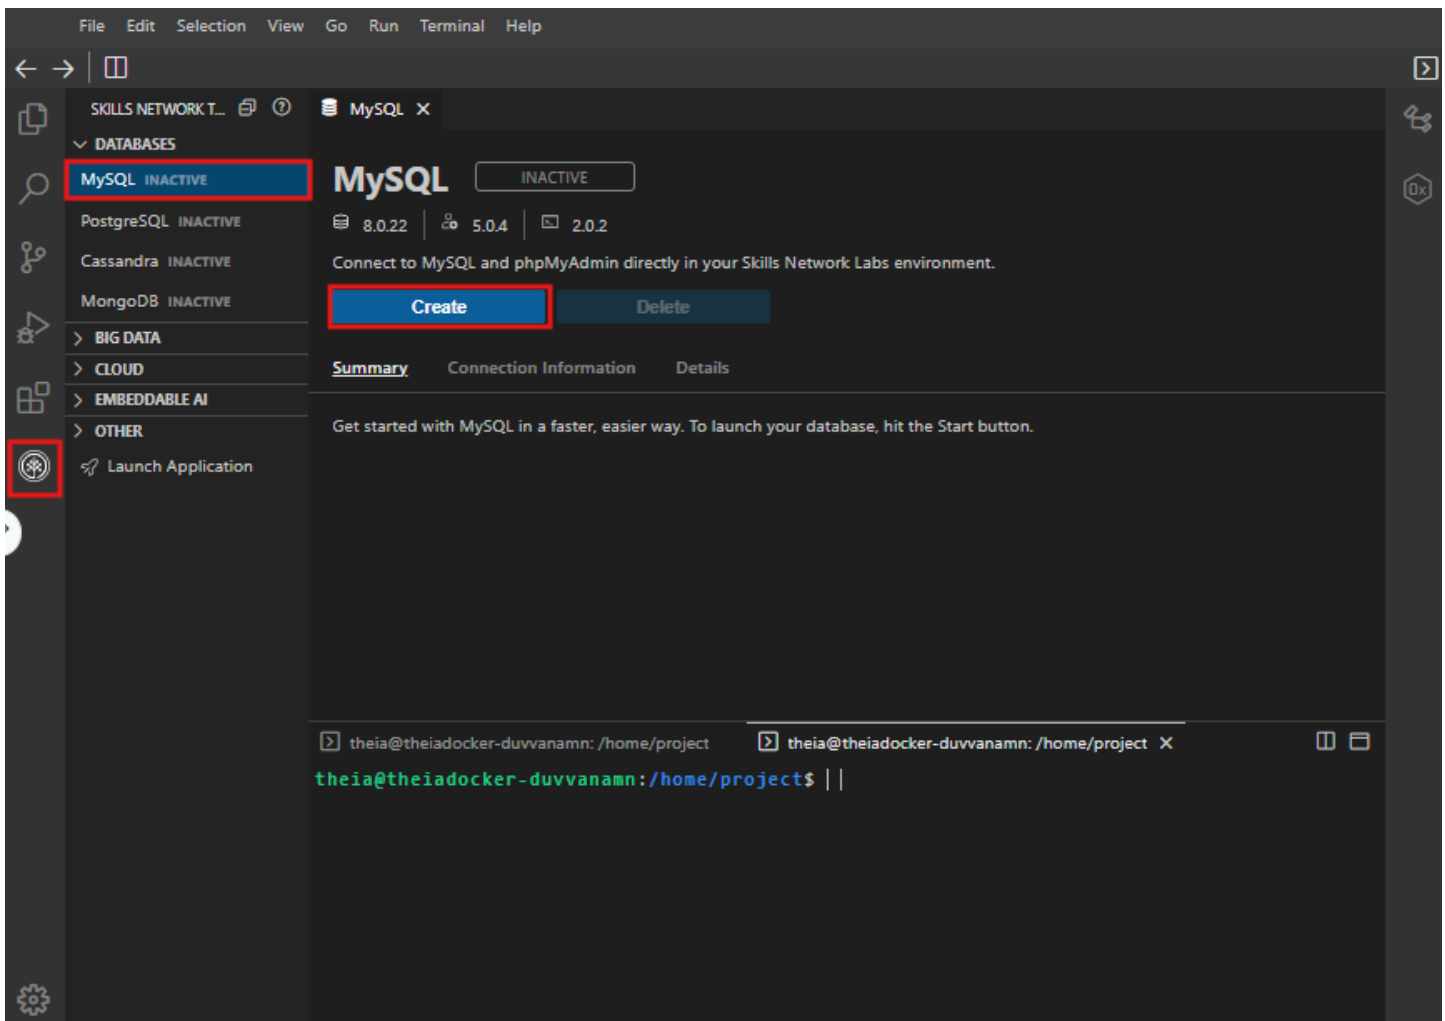 File Edit Selection View Go Run Terminal Help
SKILLS NETWORK T...
MySQL
DATABASES
MySQL INACTIVE
PostgreSQL INACTIVE
Cassandra INACTIVE
MongoDB INACTIVE
BIG DATA
CLOUD
EMBEDDABLE AI
OTHER
Launch Application
MySQL INACTIVE
8.0.22 5.0.4 2.0.2
Connect to MySQL and phpMyAdmin directly in your Skills Network Labs environment.
Create Delete
Summary Connection Information Details
Get started with MySQL in a faster, easier way. To launch your database, hit the Start button.
theia@theiadocker-duvvanamn: /home/project theia@theiadocker-duvvanamn: /home/project
theia@theiadocker-duvvanamn:/home/project$
0x